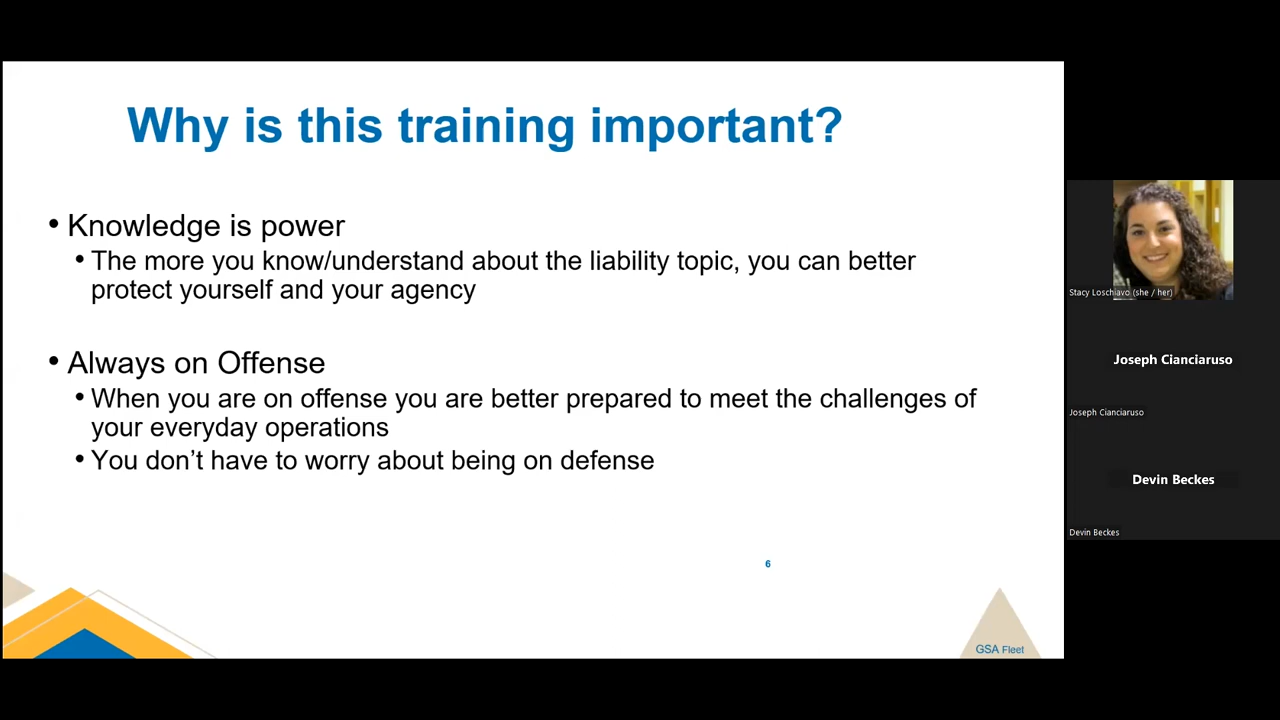 Why is this training important?
• Knowledge is power
• The more you know/understand about the liability topic, you can better
protect yourself and your agency
• Always on Offense
• When you are on offense you are better prepared to meet the challenges of
your everyday operations
• You don’t have to worry about being on defense
6
GSA Fleet
Stacy Loschiavo (she / her)
Joseph Cianciaruso
Joseph Cianciaruso
Devin Beckes
Devin Beckes